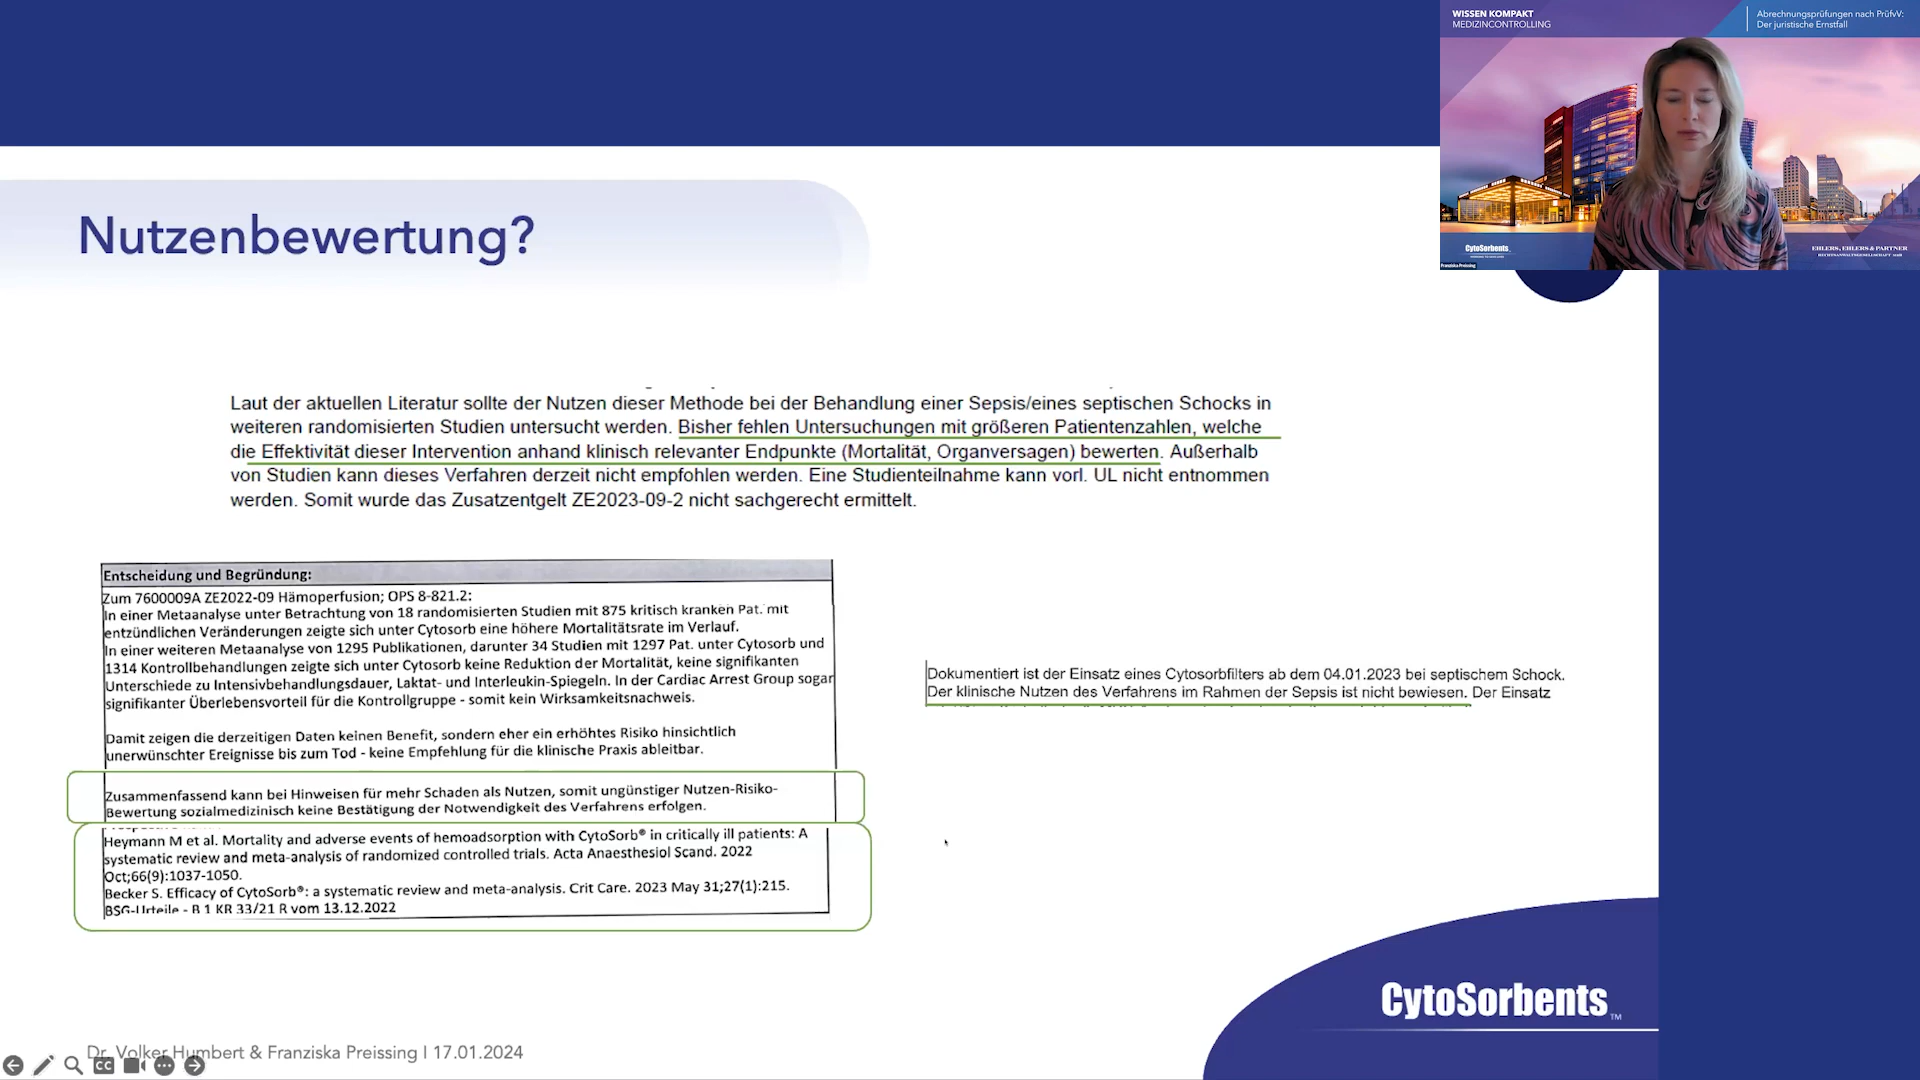 WISSEN KOMPAKT
MEDIZINCONTROLLING
Abrechnungsprüfungen nach PrüfvV:
Der juristische Ernstfall
CytoSorbents
EHLERS, EHLERS & PARTNER
RECHTSANWALTSGESELLSCHAFT
Franziska Preissing
Nutzenbewertung?
Laut der aktuellen Literatur sollte der Nutzen dieser Methode bei der Behandlung einer Sepsis/eines septischen Schocks in
weiteren randomisierten Studien untersucht werden. Bisher fehlen Untersuchungen mit größeren Patientenzahlen, welche
die Effektivität dieser Intervention anhand klinisch relevanter Endpunkte (Mortalität, Organversagen) bewerten. Außerhalb
von Studien kann dieses Verfahren derzeit nicht empfohlen werden. Eine Studienteilnahme kann vorl. UL nicht entnommen
werden. Somit wurde das Zusatzentgelt ZE2023-09-2 nicht sachgerecht ermittelt.
Entscheidung und Begründung:
Zum 7600009A ZE2022-09 Hämoperfusion; OPS 8-821.2:
In einer Metaanalyse unter Betrachtung von 18 randomisierten Studien mit 875 kritisch kranken Pat. mit
entzündlichen Veränderungen zeigte sich unter Cytosorb eine höhere Mortalitätsrate im Verlauf.
In einer weiteren Metaanalyse von 1295 Publikationen, darunter 34 Studien mit 1297 Pat. unter Cytosorb und
1314 Kontrollbehandlungen zeigte sich unter Cytosorb keine Reduktion der Mortalität, keine signifikanten
Unterschiede zu Intensivbehandlungsdauer, Laktat- und Interleukin-Spiegeln. In der Cardiac Arrest Group sogar
signifikanter Überlebensvorteil für die Kontrollgruppe - somit kein Wirksamkeitsnachweis.
Damit zeigen die derzeitigen Daten keinen Benefit, sondern eher ein erhöhtes Risiko hinsichtlich
unerwünschter Ereignisse bis zum Tod - keine Empfehlung für die klinische Praxis ableitbar.
Zusammenfassend kann bei Hinweisen für mehr Schaden als Nutzen, somit ungünstiger Nutzen-Risiko-
Bewertung sozialmedizinisch keine Bestätigung der Notwendigkeit des Verfahrens erfolgen.
Heymann M et al. Mortality and adverse events of hemoadsorption with CytoSorb® in critically ill patients: A
systematic review and meta-analysis of randomized controlled trials. Acta Anaesthesiol Scand. 2022
Oct;66(9):1037-1050.
Becker S. Efficacy of CytoSorb®: a systematic review and meta-analysis. Crit Care. 2023 May 31;27(1):215.
BSG-Urteile - B 1 KR 33/21 R vom 13.12.2022
Dokumentiert ist der Einsatz eines Cytosorbfilters ab dem 04.01.2023 bei septischem Schock.
Der klinische Nutzen des Verfahrens im Rahmen der Sepsis ist nicht bewiesen. Der Einsatz
CytoSorbents™
Dr. Volker Humbert & Franziska Preissing I 17.01.2024
CC